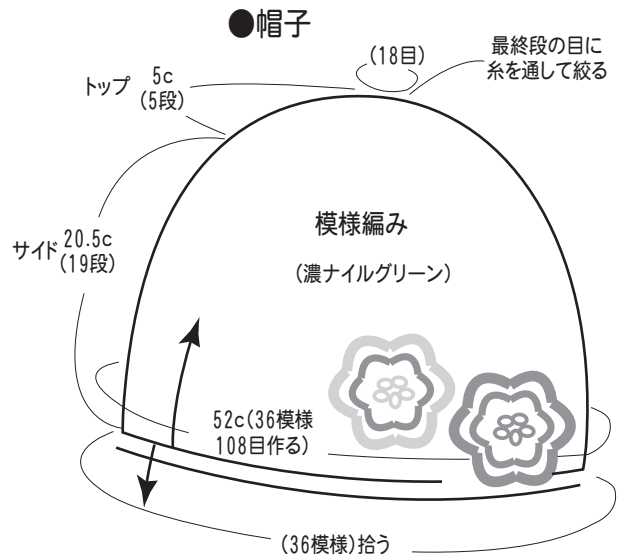 ●帽子
(18目)
最終段の目に
糸を通して絞る
トップ 5c
(5段)
サイド 20.5c
(19段)
模様編み
(濃ナイルグリーン)
52c(36模様
108目作る)
(36模様)拾う